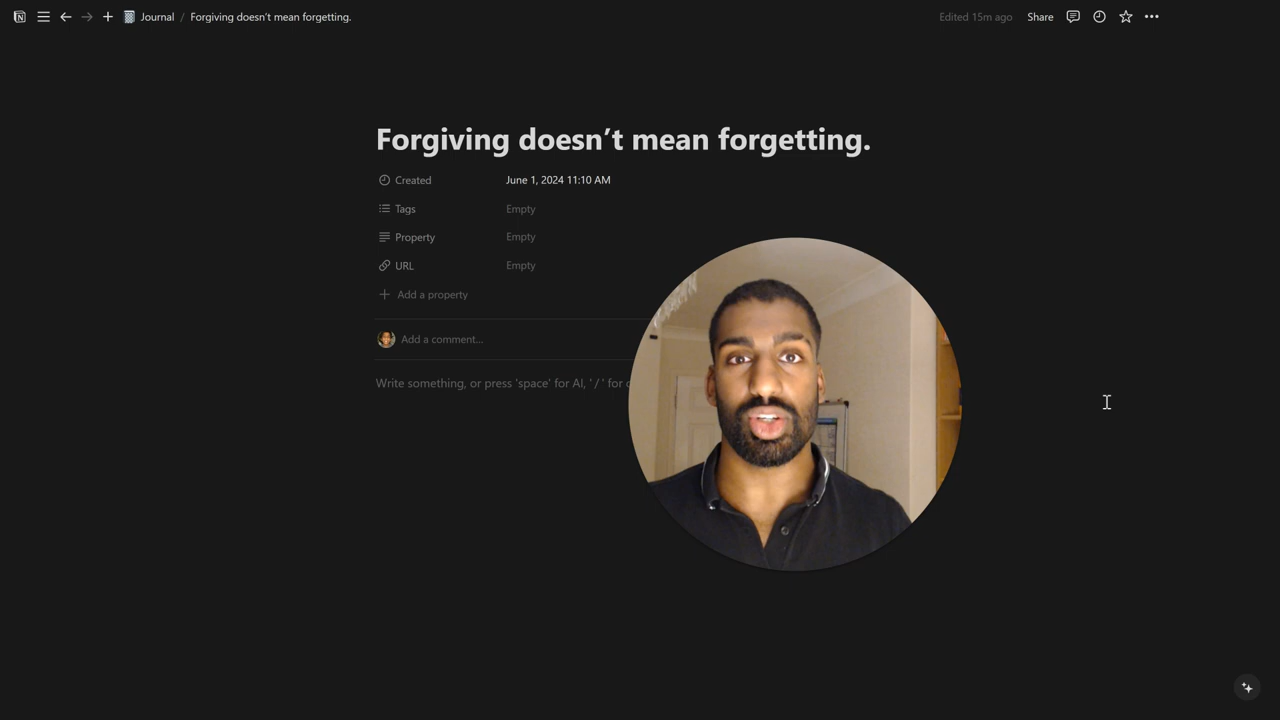 Journal / Forgiving doesn't mean forgetting.
Edited 15m ago Share
Forgiving doesn’t mean forgetting.
Created June 1, 2024 11:10 AM
Tags Empty
Property Empty
URL Empty
Add a property
Add a comment...
Write something, or press 'space' for AI, '/' for